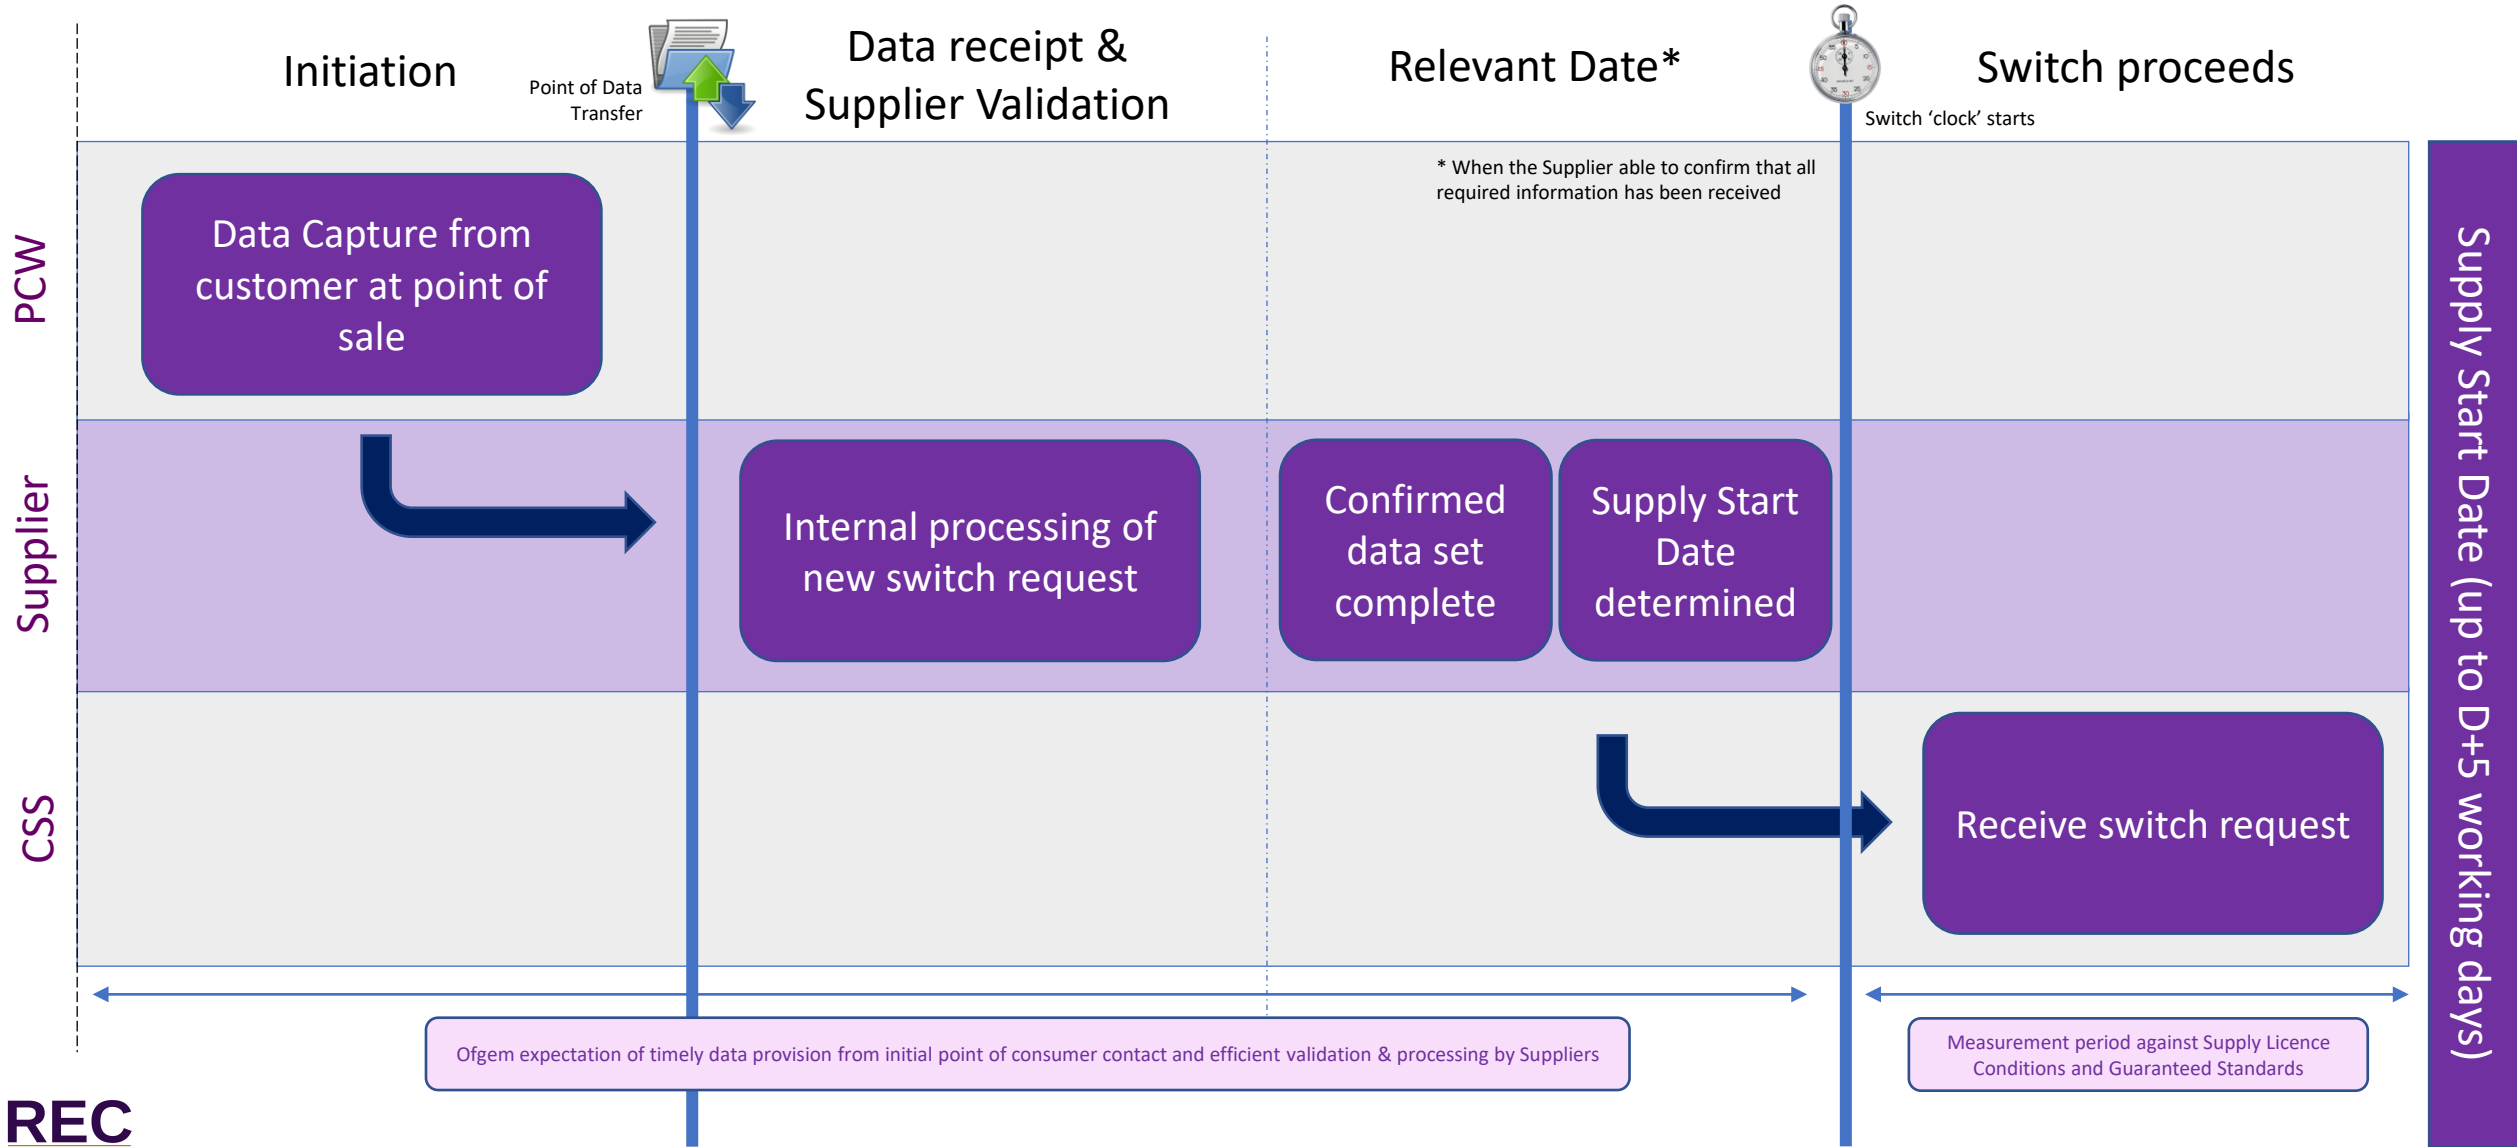 Initiation
Point of Data
Transfer
Data receipt &
Supplier Validation
Relevant Date*
Switch proceeds
Switch ‘clock’ starts
* When the Supplier able to confirm that all
required information has been received
PCW
Data Capture from
customer at point of
sale
Supplier
Internal processing of
new switch request
Confirmed
data set
complete
Supply Start
Date
determined
CSS
Receive switch request
Supply Start Date (up to D+5 working days)
Ofgem expectation of timely data provision from initial point of consumer contact and efficient validation & processing by Suppliers
Measurement period against Supply Licence
Conditions and Guaranteed Standards
REC